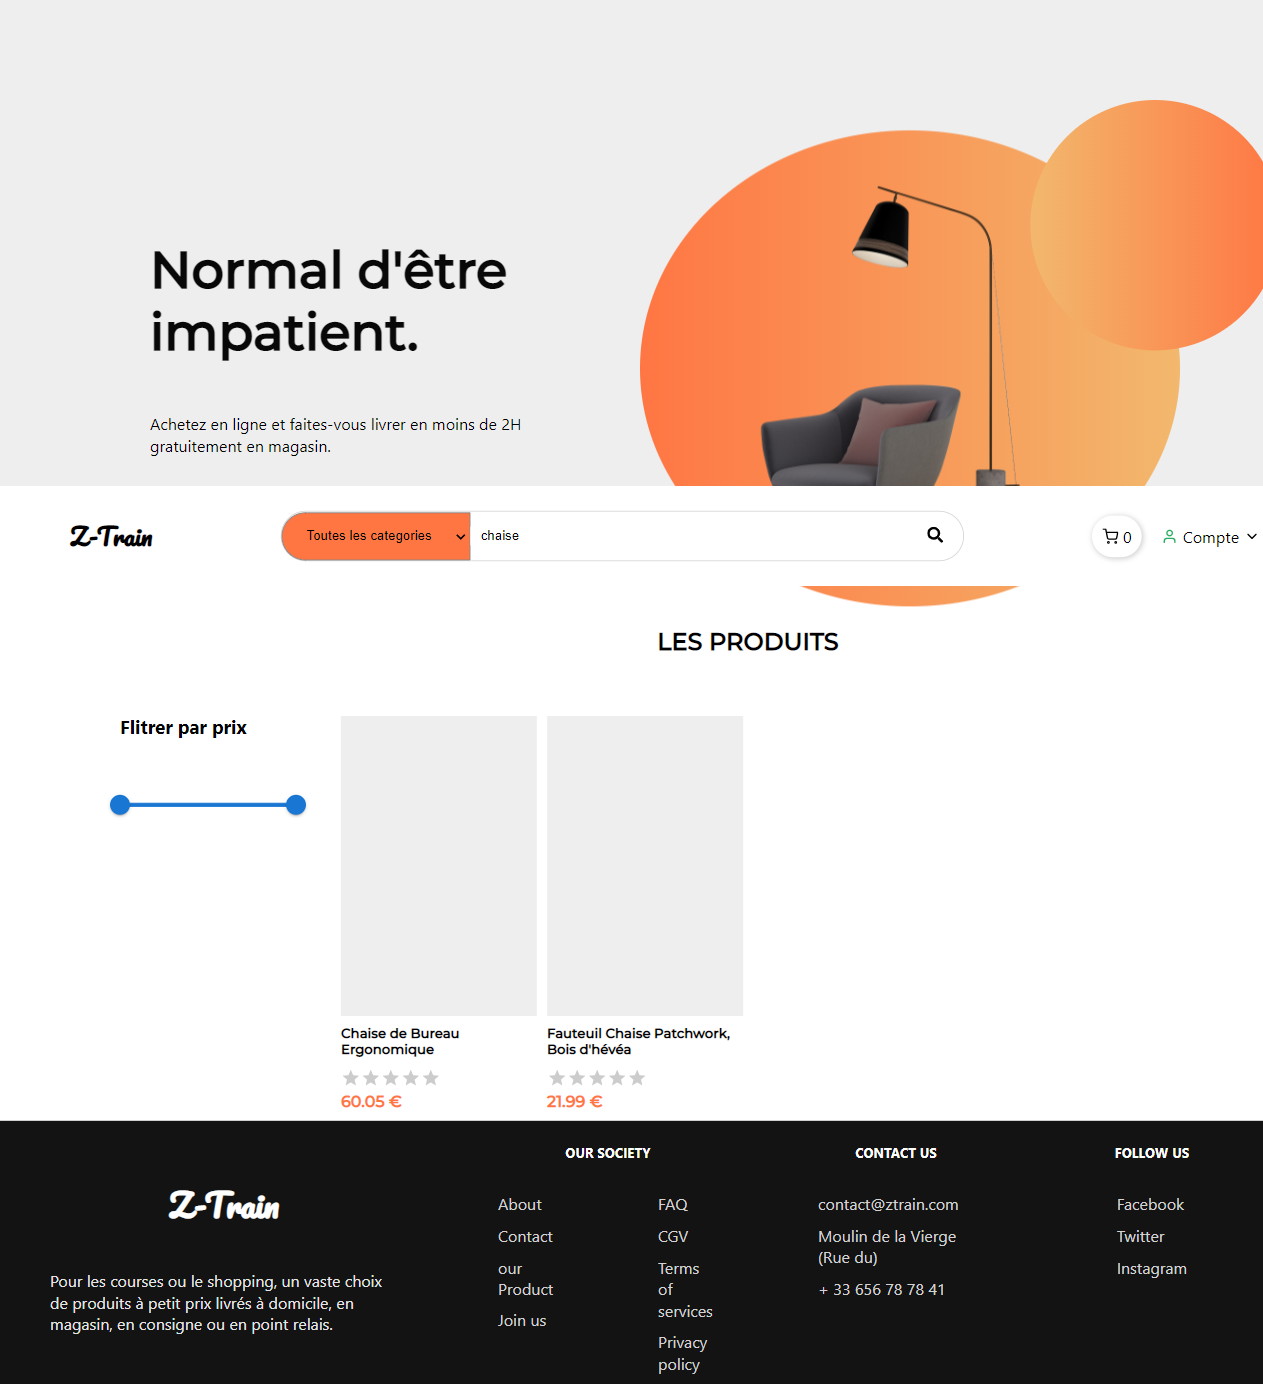 Normal d'être
impatient.
Achetez en ligne et faites-vous livrer en moins de 2H
gratuitement en magasin.
Z-Train
Toutes les categories
chaise
0
Compte
LES PRODUITS
Flitrer par prix
Chaise de Bureau
Ergonomique
60.05 €
Fauteuil Chaise Patchwork,
Bois d'hévéa
21.99 €
Z-Train
Pour les courses ou le shopping, un vaste choix
de produits à petit prix livrés à domicile, en
magasin, en consigne ou en point relais.
OUR SOCIETY
About
Contact
our
Product
Join us
FAQ
CGV
Terms
of
services
Privacy
policy
CONTACT US
contact@ztrain.com
Moulin de la Vierge
(Rue du)
+ 33 656 78 78 41
FOLLOW US
Facebook
Twitter
Instagram